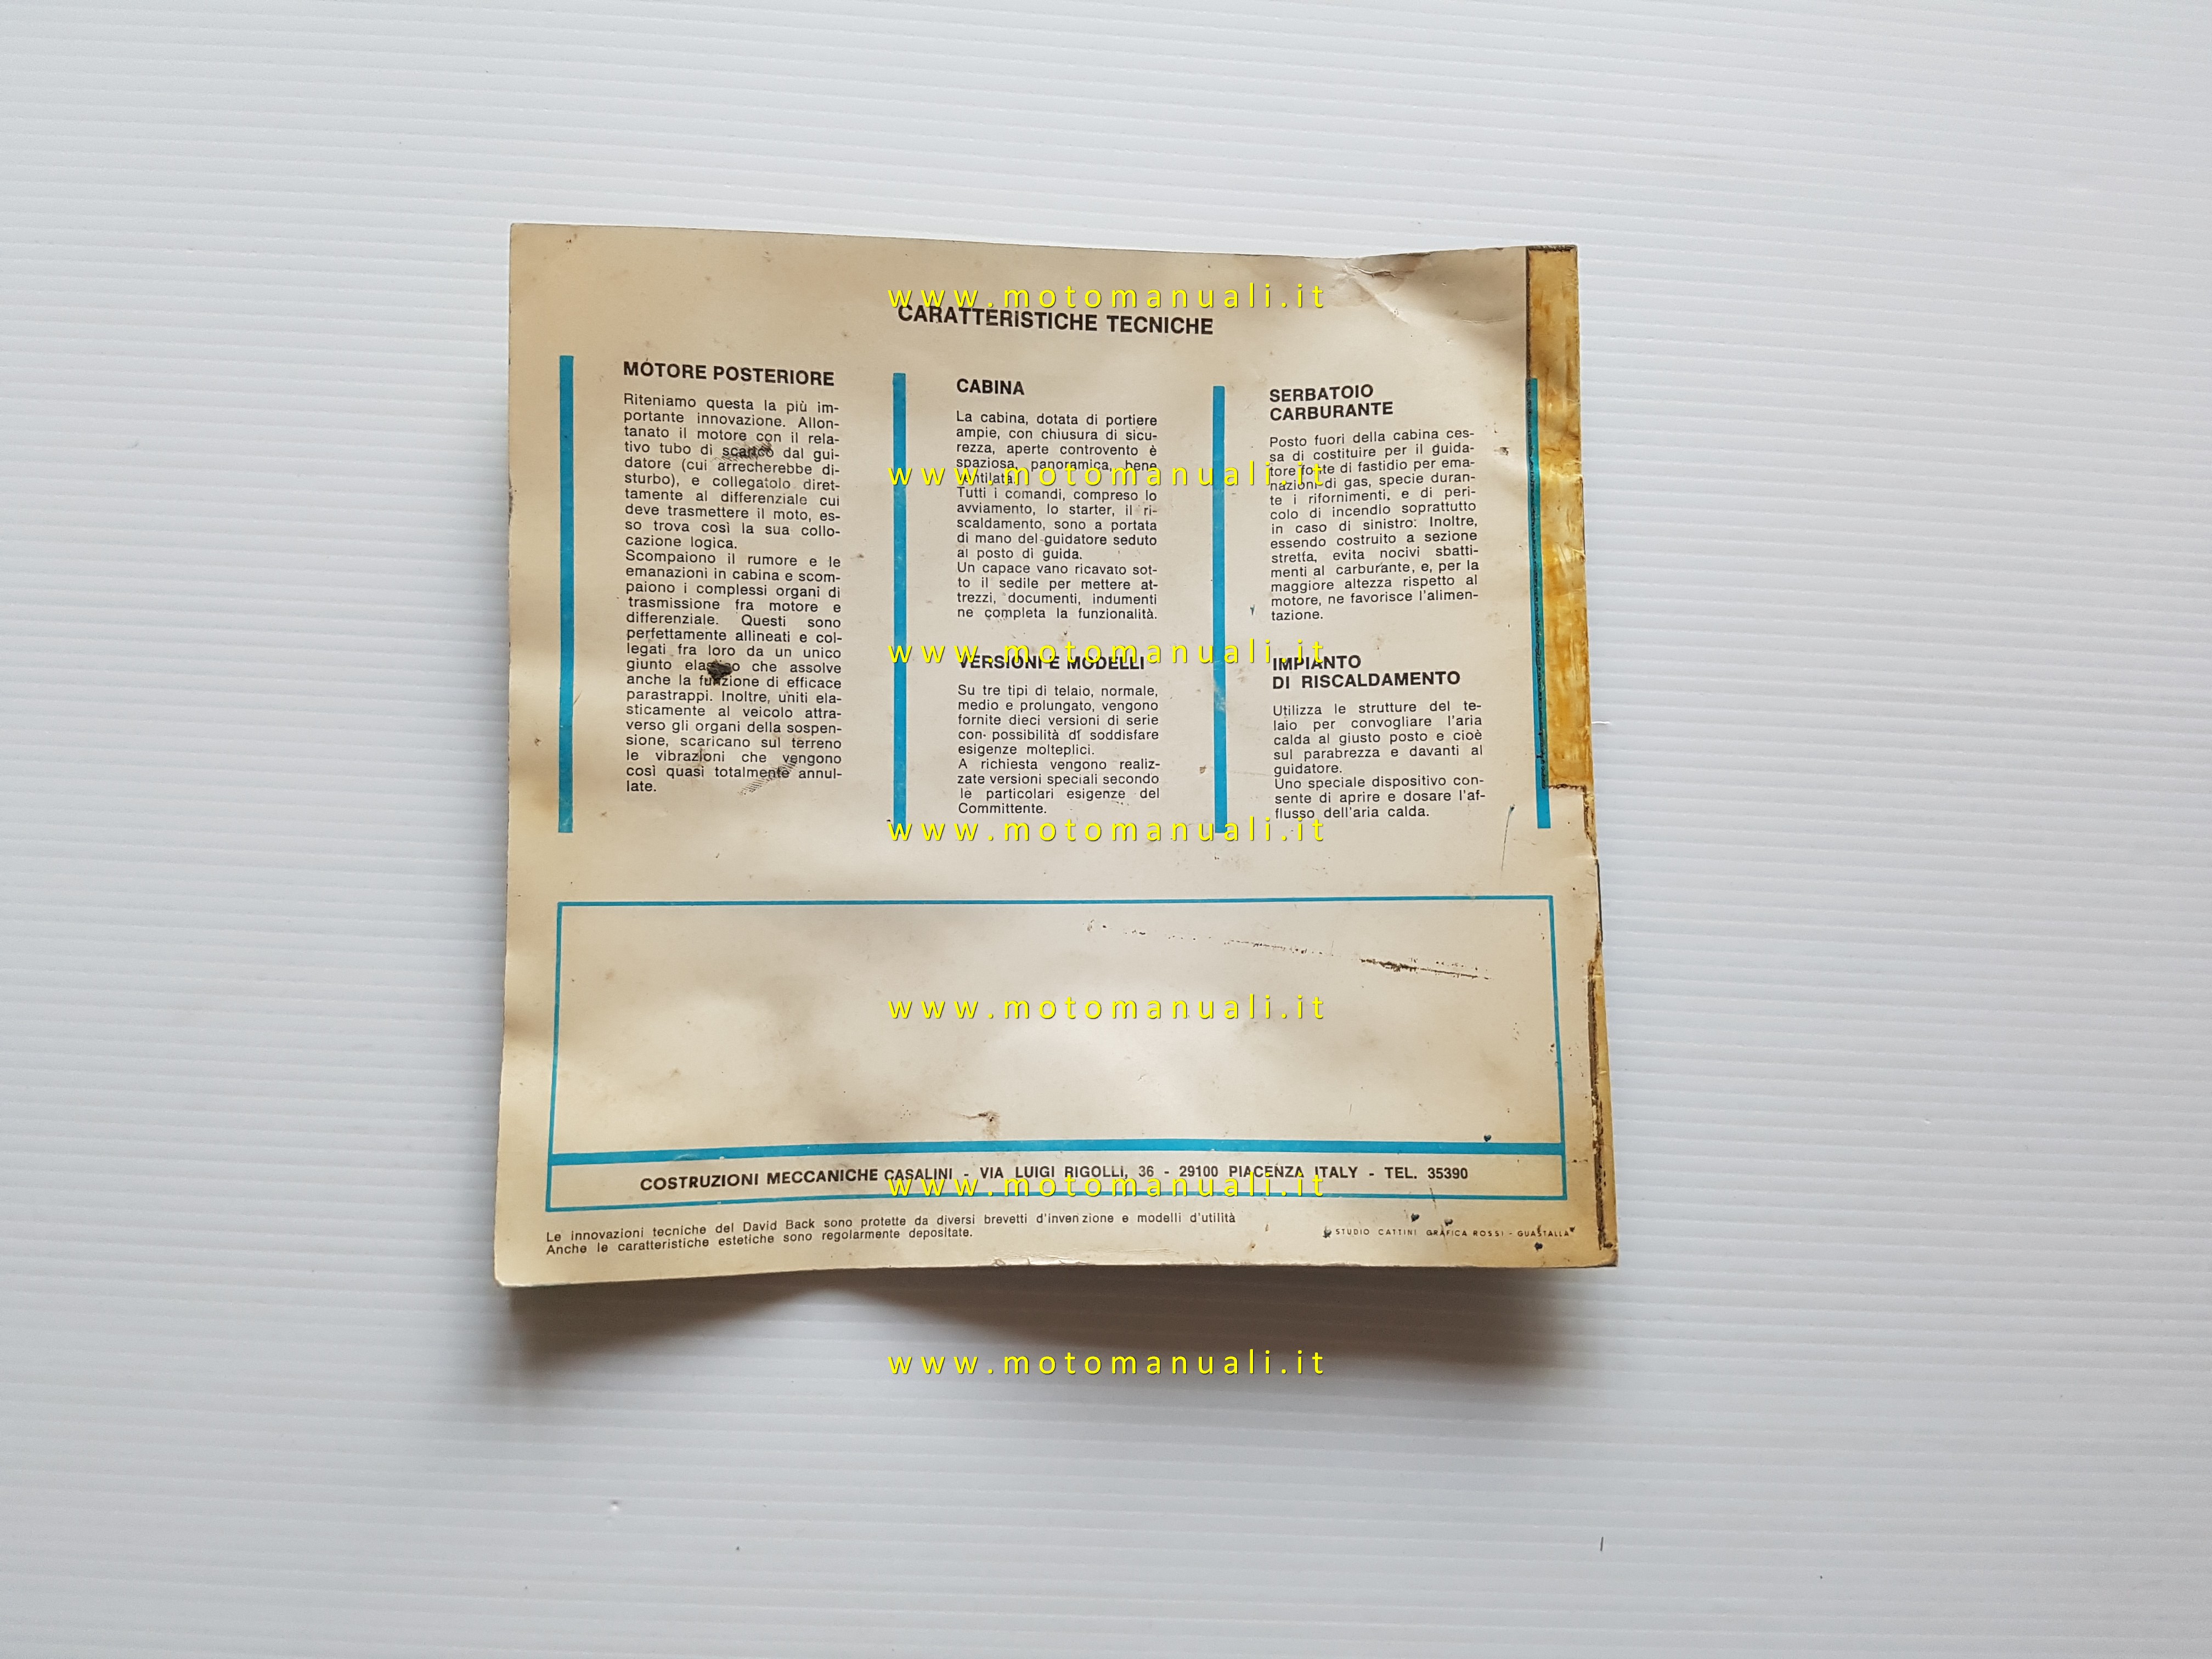 www.motomanuali.it
CARATTERISTICHE TECNICHE
MOTORE POSTERIORE
Riteniamo questa la più im-
portante innovazione. Allon-
tanato il motore con il rela-
tivo tubo di scarico dal gui-
datore (cui arrecherebbe di-
sturbo), e collegatolo diret-
tamente al differenziale cui
deve trasmettere il moto, es-
so trova così la sua collo-
cazione logica.
Scompaiono il rumore e le
emanazioni in cabina e scom-
paiono i complessi organi di
trasmissione fra motore e
differenziale. Questi sono
perfettamente allineati e col-
legati fra loro da un unico
giunto elastico che assolve
anche la funzione di efficace
parastrappi. Inoltre, uniti ela-
sticamente al veicolo attra-
verso gli organi della sospen-
sione, scaricano sul terreno
le vibrazioni che vengono
così quasi totalmente annul-
late.
CABINA
La cabina, dotata di portiere
ampie, con chiusura di sicu-
rezza, aperte controvento è
spaziosa, panoramica, bene
ventilata.
www.motomanuali.it
Tutti i comandi, compreso lo
avviamento, lo starter, il ri-
scaldamento, sono a portata
di mano del guidatore seduto
al posto di guida.
Un capace vano ricavato sot-
to il sedile per mettere at-
trezzi, documenti, indumenti
ne completa la funzionalità.
www.motomanuali.it
VERSIONI E MODELLI
Su tre tipi di telaio, normale,
medio e prolungato, vengono
fornite dieci versioni di serie
con possibilità di soddisfare
esigenze molteplici.
A richiesta vengono realiz-
zate versioni speciali secondo
le particolari esigenze del
Committente.
SERBATOIO
CARBURANTE
Posto fuori della cabina ces-
sa di costituire per il guida-
tore fonte di fastidio per ema-
nazioni di gas, specie duran-
te i rifornimenti, e di peri-
colo di incendio soprattutto
in caso di sinistro: Inoltre,
essendo costruito a sezione
stretta, evita nocivi sbatti-
menti al carburante, e, per la
maggiore altezza rispetto al
motore, ne favorisce l'alimen-
tazione.
IMPIANTO
DI RISCALDAMENTO
Utilizza le strutture del te-
laio per convogliare l'aria
calda al giusto posto e cioè
sul parabrezza e davanti al
guidatore.
Uno speciale dispositivo con-
sente di aprire e dosare l'af-
flusso dell'aria calda.
www.motomanuali.it
www.motomanuali.it
COSTRUZIONI MECCANICHE CASALINI - VIA LUIGI RIGOLLI, 36 - 29100 PIACENZA ITALY - TEL. 35390
www.motomanuali.it
Le innovazioni tecniche del David Back sono protette da diversi brevetti d'invenzione e modelli d'utilità
Anche le caratteristiche estetiche sono regolarmente depositate.
STUDIO CATTINI GRAFICA ROSSI - GUASTALLA
www.motomanuali.it